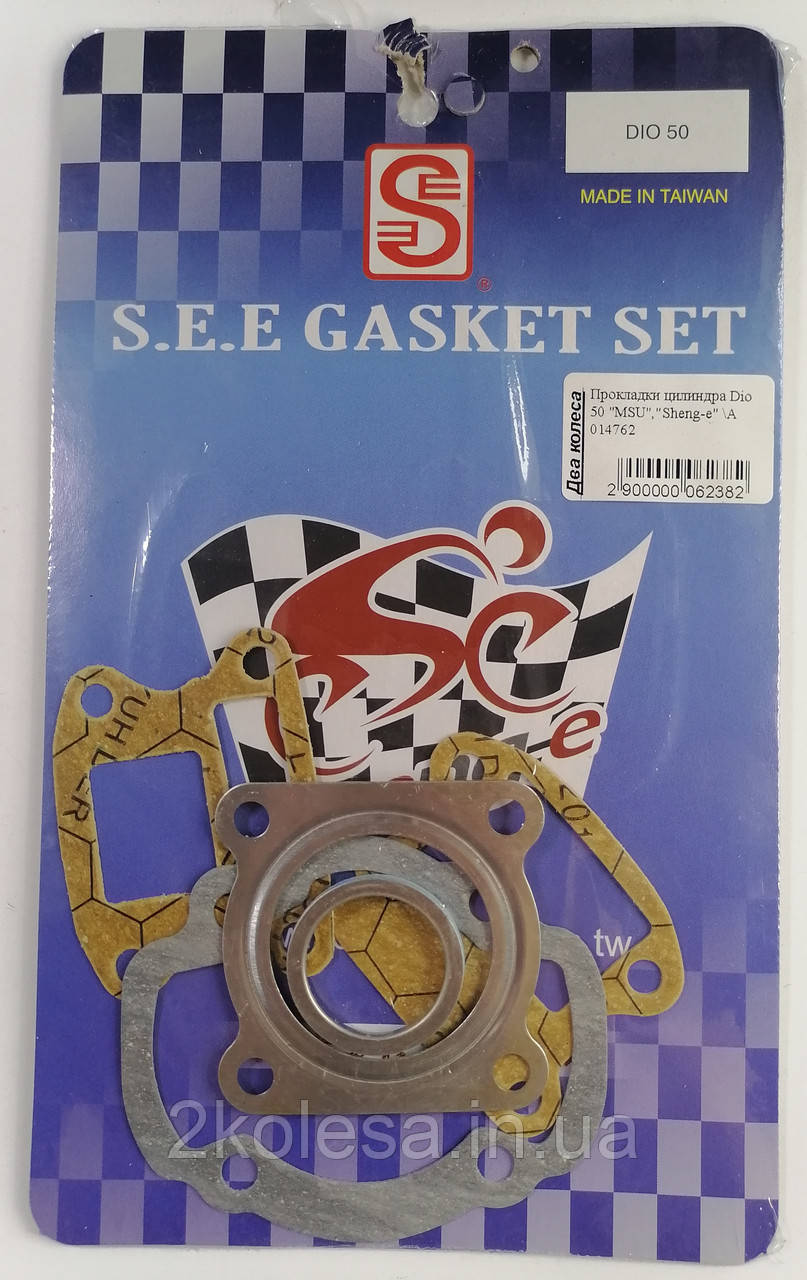 DIO 50
MADE IN TAIWAN
S
E
E
®
S.E.E GASKET SET
Два колеса
Прокладки цилиндра Dio
50 "MSU","Sheng-e" \A
014762
2 900000 062382
e
tw
2kolesa.in.ua